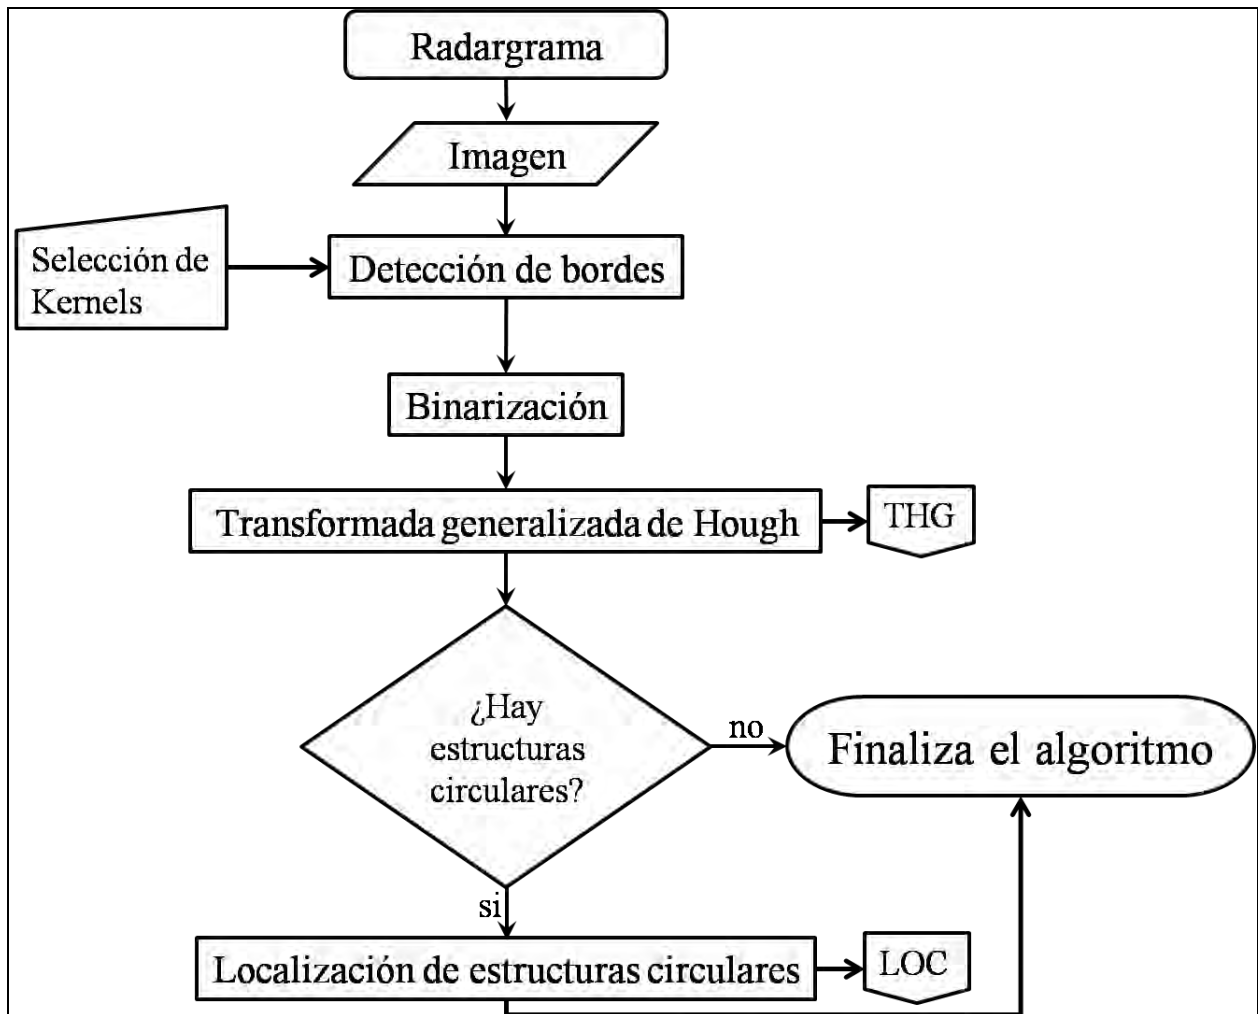 Radargrama
Imagen
Selección de
Kernels
Detección de bordes
Binarización
Transformada generalizada de Hough
THG
¿Hay
estructuras
circulares?
no
Finaliza el algoritmo
si
Localización de estructuras circulares
LOC